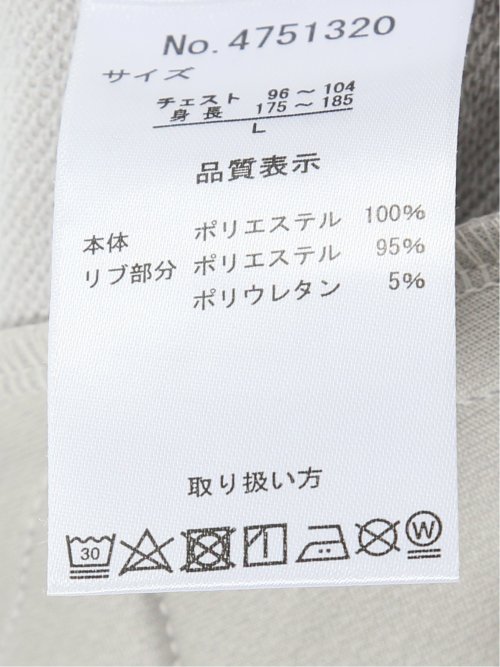 No. 4751320
サイズ
チェスト 96～104
身長 175～185
L
品質表示
本体 ポリエステル 100%
リブ部分 ポリエステル 95%
ポリウレタン 5%
取り扱い方
30 W